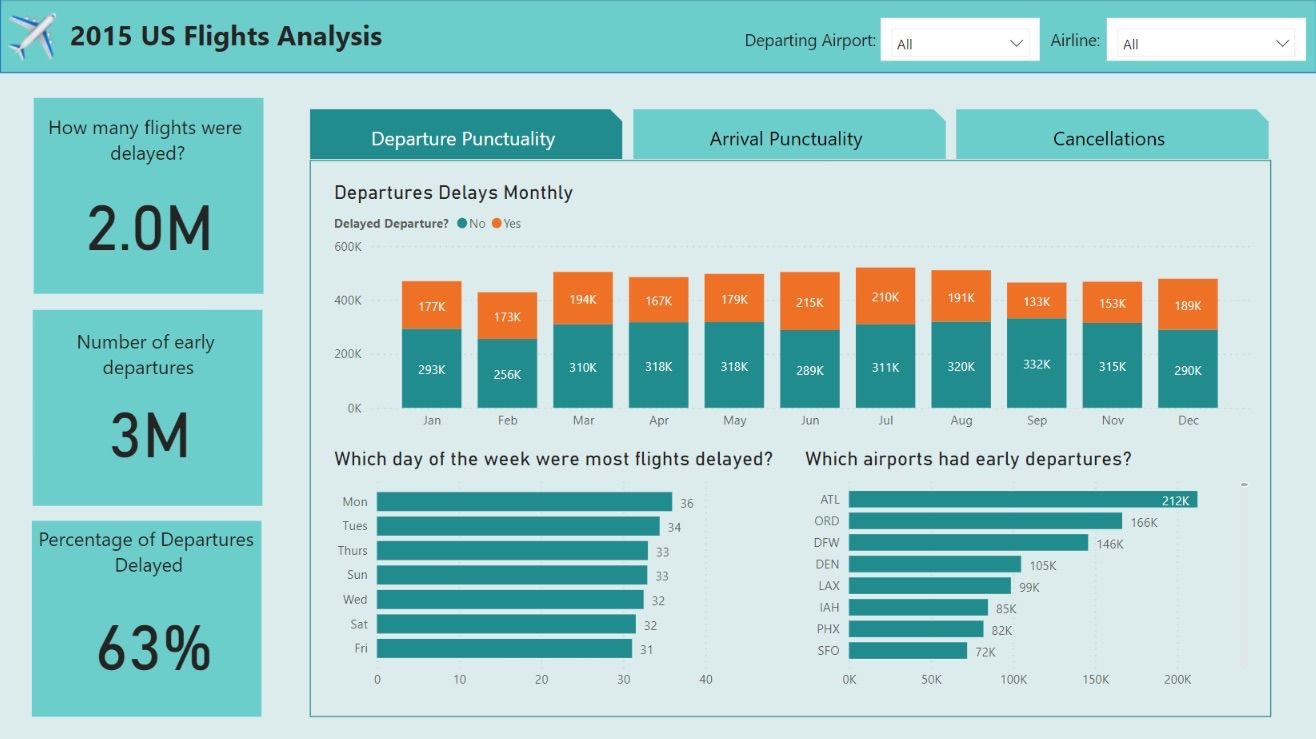 2015 US Flights Analysis
Departing Airport: All
Airline: All
How many flights were
delayed?
2.0M
Number of early
departures
3M
Percentage of Departures
Delayed
63%
Departure Punctuality
Arrival Punctuality
Cancellations
Departures Delays Monthly
Delayed Departure? No Yes
600K
400K
200K
0K
177K
173K
194K
167K
179K
215K
210K
191K
133K
153K
189K
293K
256K
310K
318K
318K
289K
311K
320K
332K
315K
290K
Jan
Feb
Mar
Apr
May
Jun
Jul
Aug
Sep
Nov
Dec
Which day of the week were most flights delayed?
Mon 36
Tues 34
Thurs 33
Sun 33
Wed 32
Sat 32
Fri 31
0 10 20 30 40
Which airports had early departures?
ATL 212K
ORD 166K
DFW 146K
DEN 105K
LAX 99K
IAH 85K
PHX 82K
SFO 72K
0K 50K 100K 150K 200K